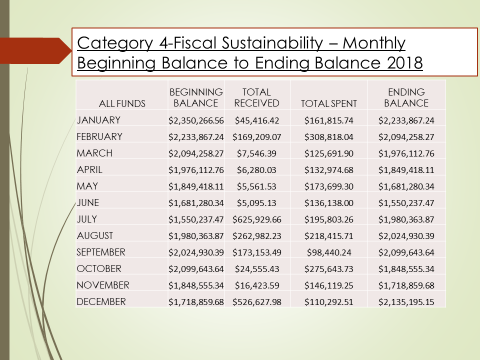 Category 4-Fiscal Sustainability – Monthly
Beginning Balance to Ending Balance 2018
ALL FUNDS BEGINNING BALANCE TOTAL RECEIVED TOTAL SPENT ENDING BALANCE
JANUARY $2,350,266.56 $45,416.42 $161,815.74 $2,233,867.24
FEBRUARY $2,233,867.24 $169,209.07 $308,818.04 $2,094,258.27
MARCH $2,094,258.27 $7,546.39 $125,691.90 $1,976,112.76
APRIL $1,976,112.76 $6,280.03 $132,974.68 $1,849,418.11
MAY $1,849,418.11 $5,561.53 $173,699.30 $1,681,280.34
JUNE $1,681,280.34 $5,095.13 $136,138.00 $1,550,237.47
JULY $1,550,237.47 $625,929.66 $195,803.26 $1,980,363.87
AUGUST $1,980,363.87 $262,982.23 $218,415.71 $2,024,930.39
SEPTEMBER $2,024,930.39 $173,153.49 $98,440.24 $2,099,643.64
OCTOBER $2,099,643.64 $24,555.43 $275,643.73 $1,848,555.34
NOVEMBER $1,848,555.34 $16,423.59 $146,119.25 $1,718,859.68
DECEMBER $1,718,859.68 $526,627.98 $110,292.51 $2,135,195.15